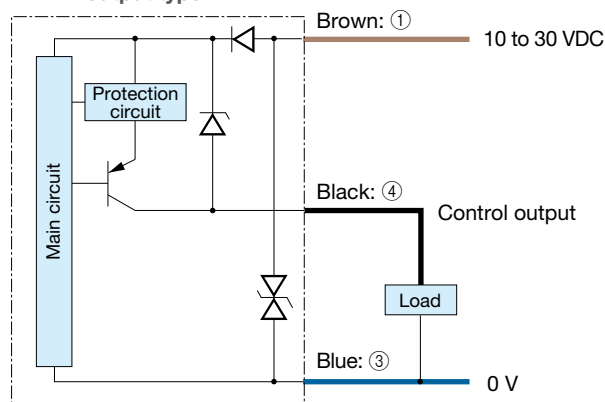 Brown: ①
10 to 30 VDC
Protection
circuit
Main circuit
Black: ④
Control output
Load
Blue: ③
0 V